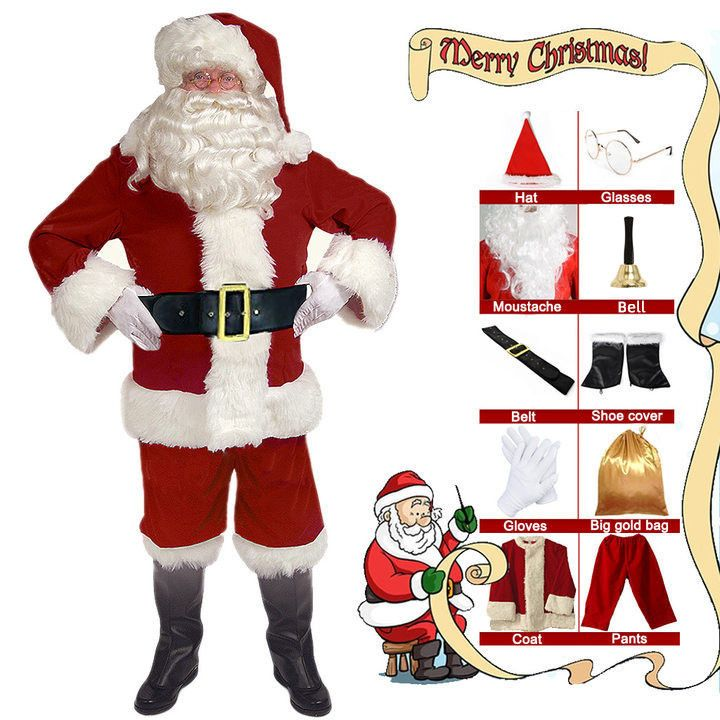 Merry Christmas!
Hat
Glasses
Moustache
Bell
Belt
Shoe cover
Gloves
Big gold bag
Coat
Pants